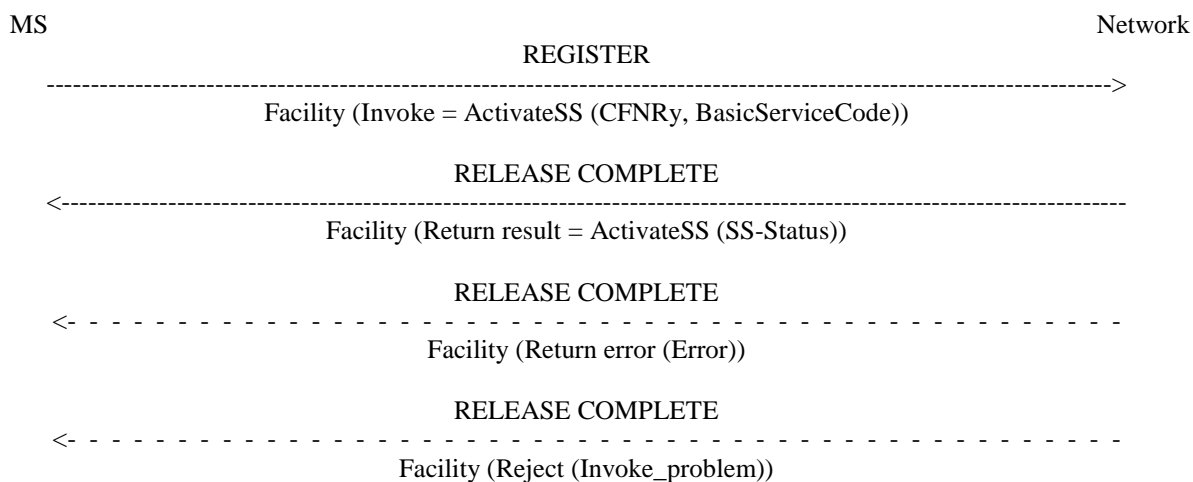 MS Network
REGISTER
------------------------------------------------------------------------------------------------------------------------>
Facility (Invoke = ActivateSS (CFNRy, BasicServiceCode))
RELEASE COMPLETE
<------------------------------------------------------------------------------------------------------------------------
Facility (Return result = ActivateSS (SS-Status))
RELEASE COMPLETE
<- - - - - - - - - - - - - - - - - - - - - - - - - - - - - - - - - - - - - - - - - - - - - - - -
Facility (Return error (Error))
RELEASE COMPLETE
<- - - - - - - - - - - - - - - - - - - - - - - - - - - - - - - - - - - - - - - - - - - - - - - -
Facility (Reject (Invoke_problem))